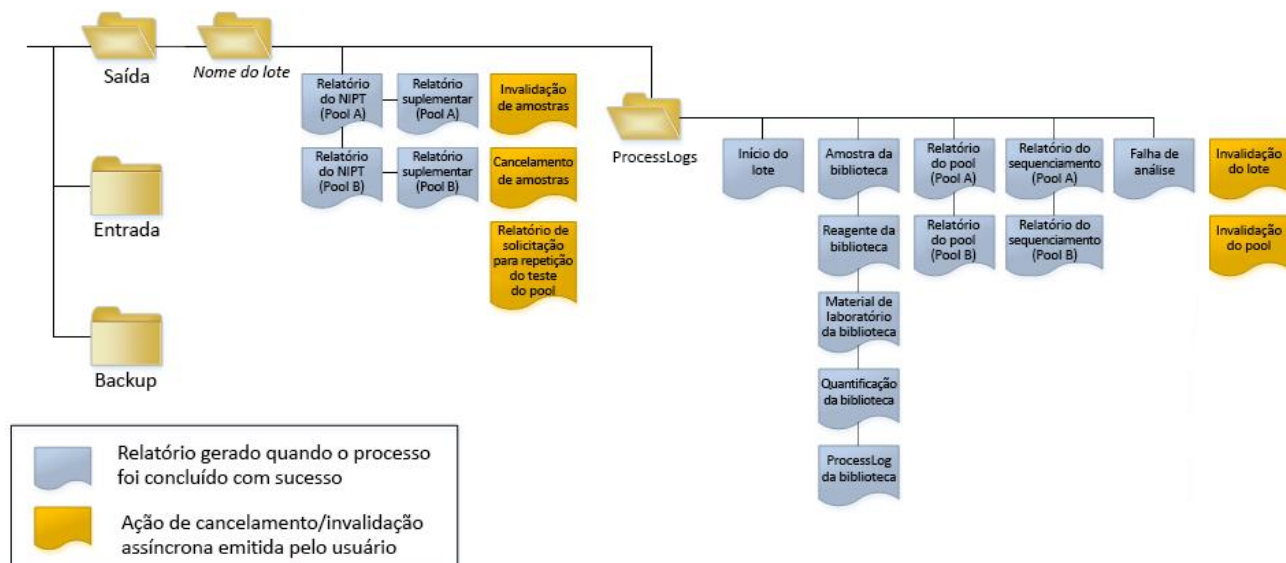 Saída
Nome do lote
Relatório
do NIPT
(Pool A)
Relatório
suplementar
(Pool A)
Invalidação
de amostras
Relatório
do NIPT
(Pool B)
Relatório
suplementar
(Pool B)
Cancelamento
de amostras
Relatório de
solicitação
para repetição
do teste
do pool
ProcessLogs
Início do
lote
Amostra da
biblioteca
Relatório
do pool
(Pool A)
Relatório do
sequenciamento
(Pool A)
Falha de
análise
Invalidação
do lote
Reagente da
biblioteca
Relatório
do pool
(Pool B)
Relatório do
sequenciamento
(Pool B)
Invalidação
do pool
Material de
laboratório
da biblioteca
Quantificação
da biblioteca
ProcessLog
da biblioteca
Entrada
Backup
Relatório gerado quando o processo
foi concluído com sucesso
Ação de cancelamento/invalidação
assíncrona emitida pelo usuário